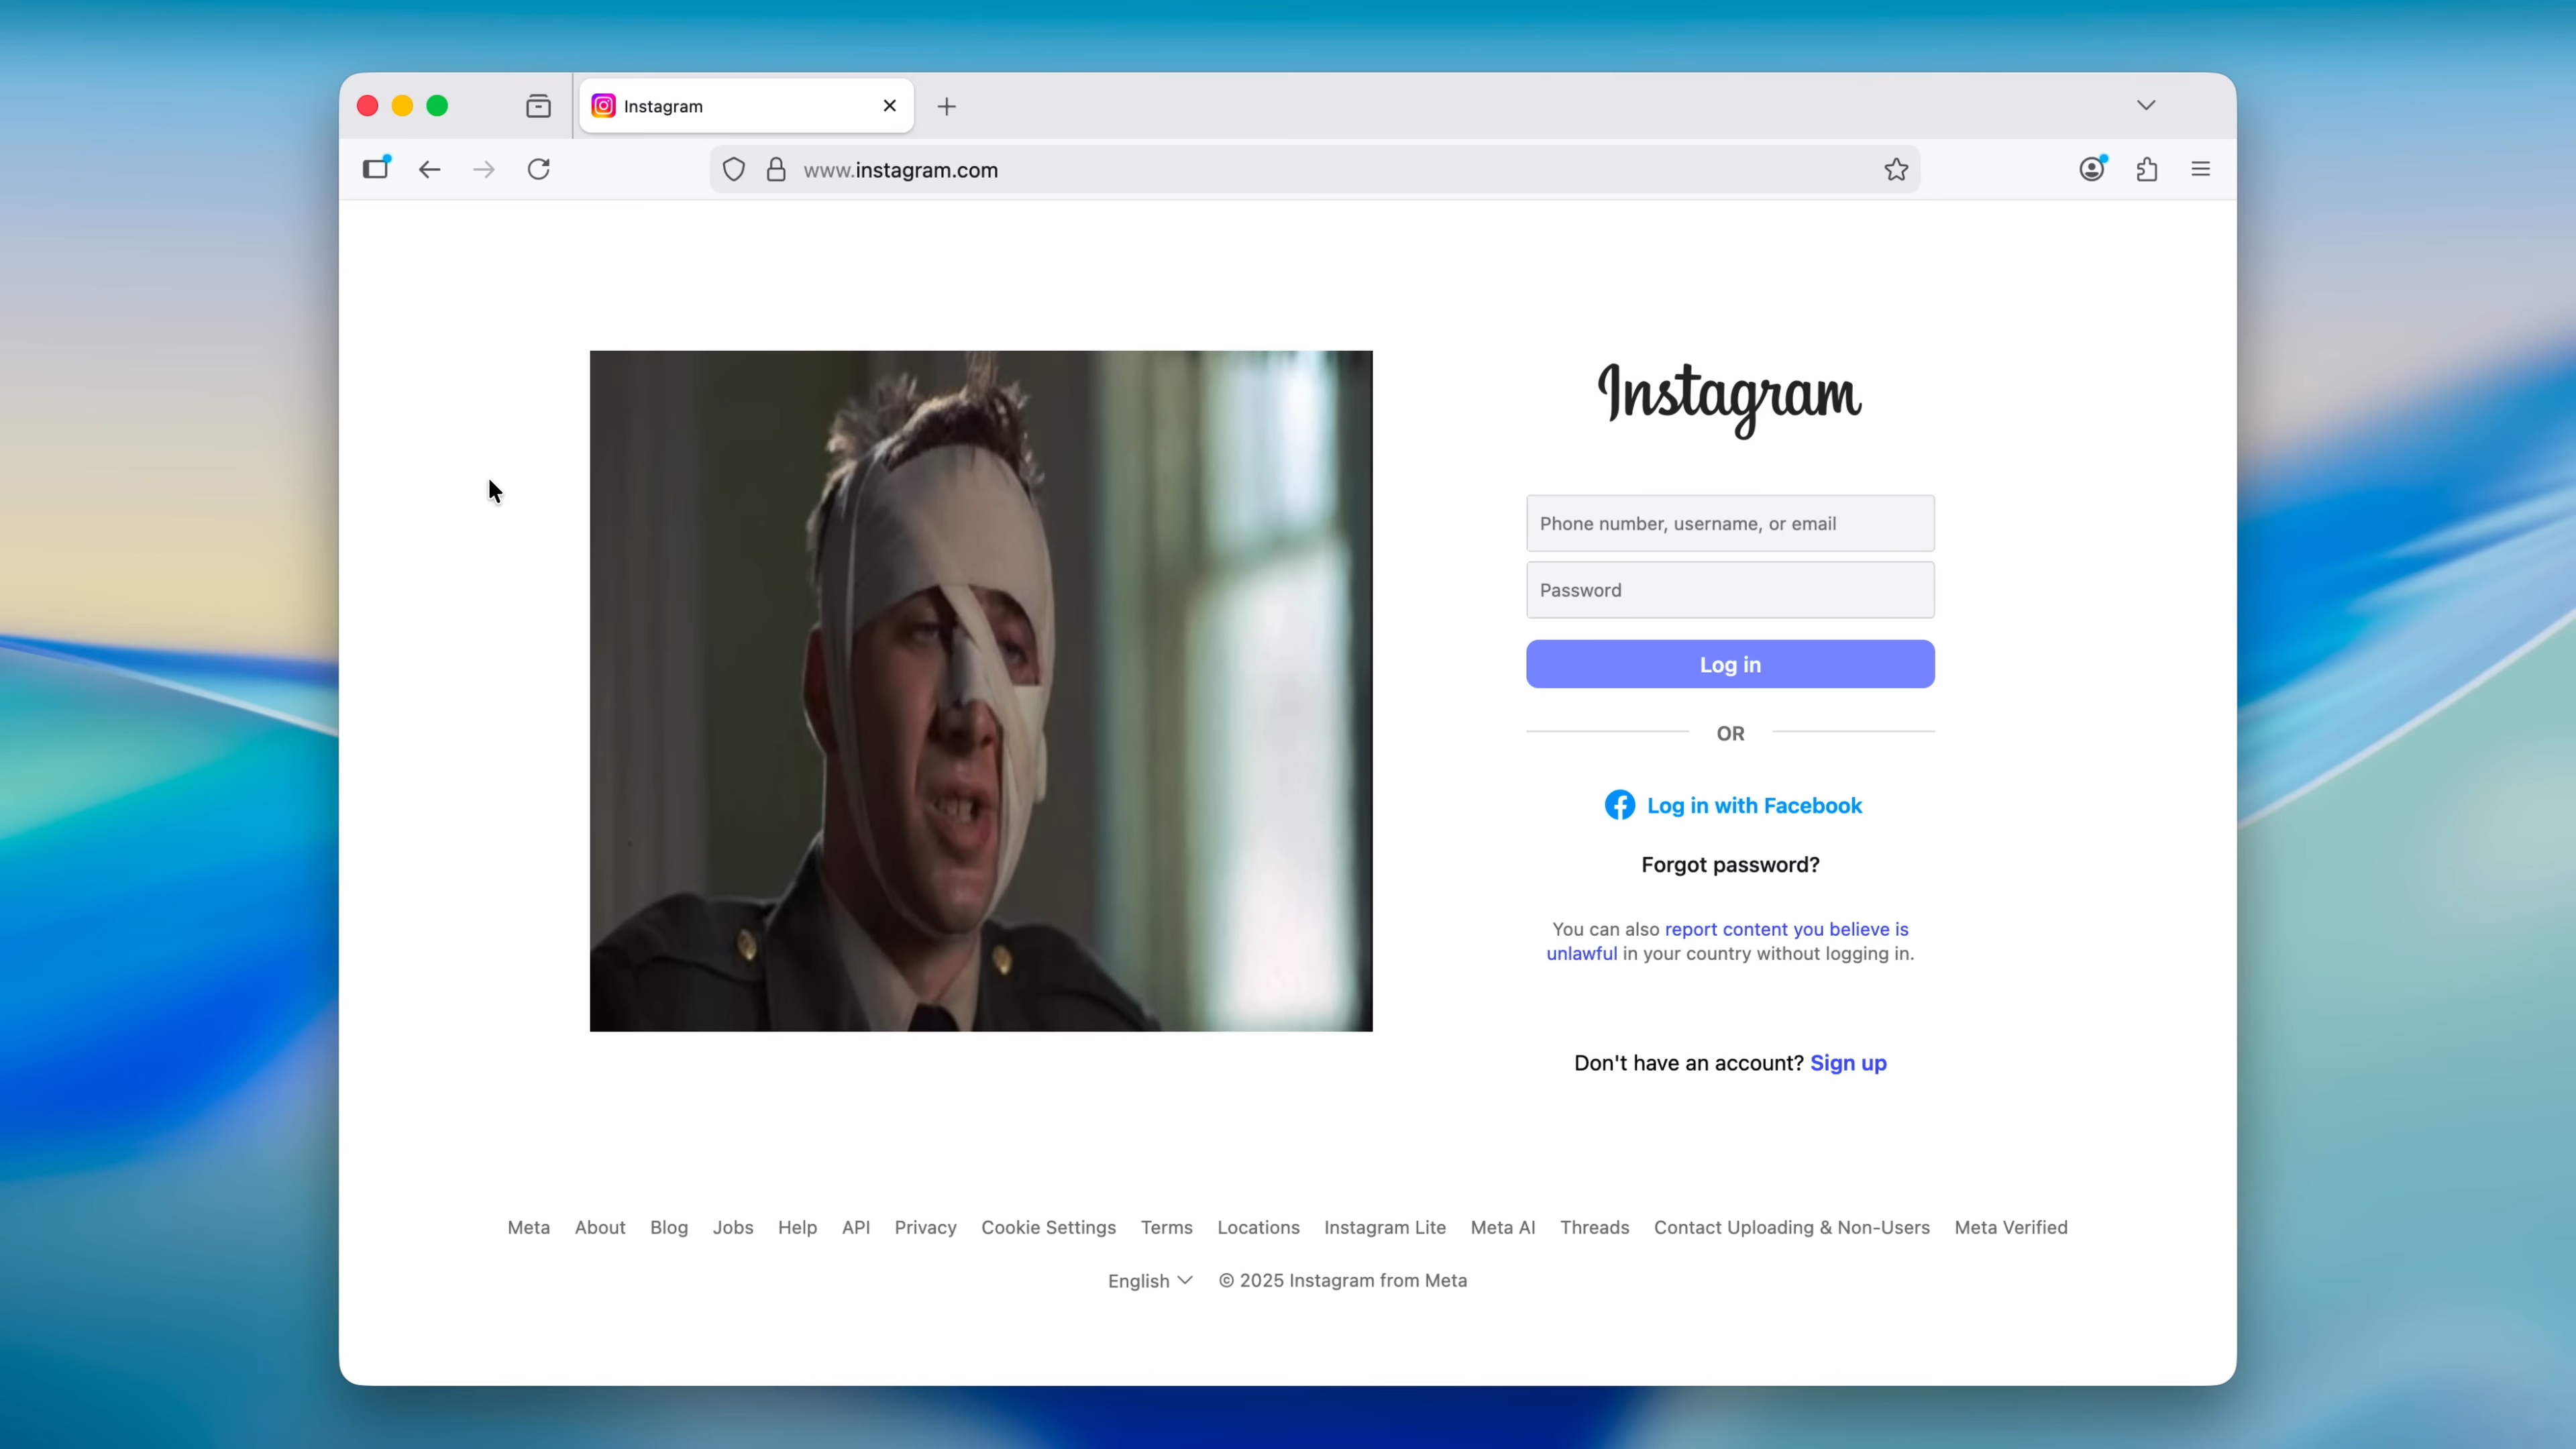 Instagram
www.instagram.com
Instagram
Phone number, username, or email
Password
Log in
OR
Log in with Facebook
Forgot password?
You can also report content you believe is
unlawful in your country without logging in.
Don't have an account? Sign up
Meta About Blog Jobs Help API Privacy Cookie Settings Terms Locations Instagram Lite Meta AI Threads Contact Uploading & Non-Users Meta Verified
English © 2025 Instagram from Meta